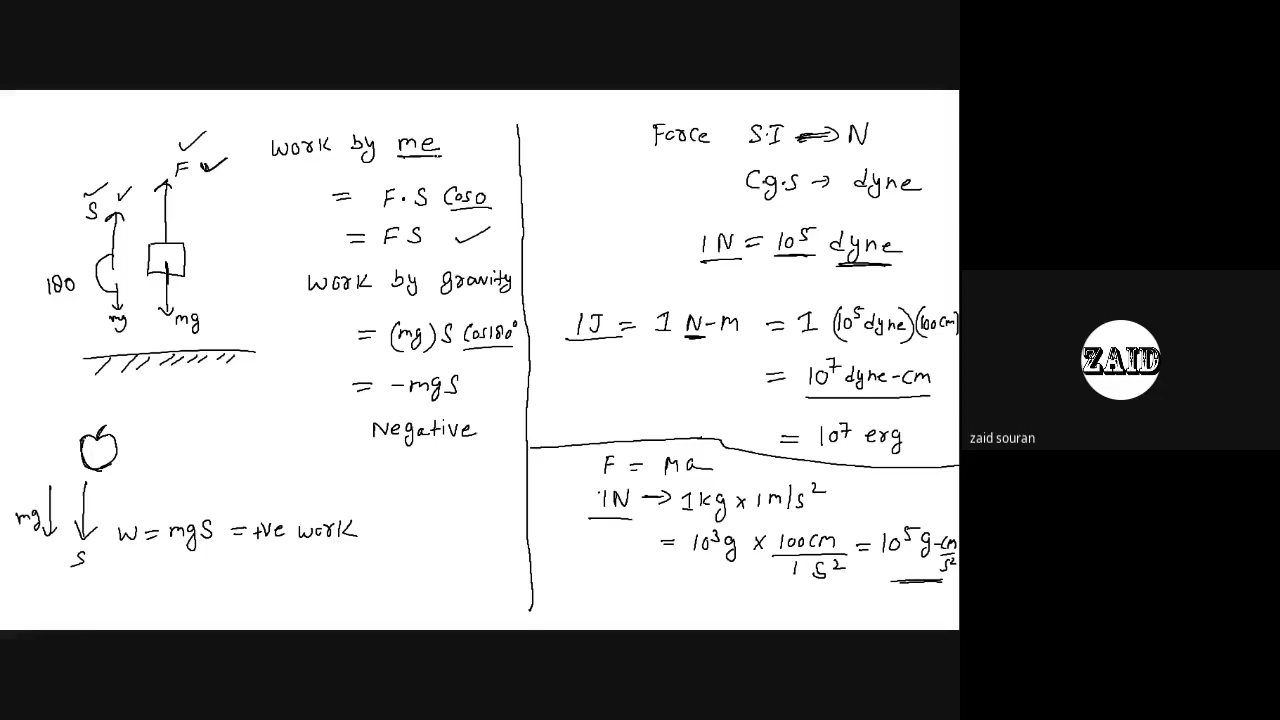 F
S
180
mg
mg
work by me
= F·S Cos0
= FS ✓
work by gravity
= (mg) S Cos180°
= -mgS
Negative
mg
S
W = mgS = +ve work
Force S.I ⟹ N
C.g.s → dyne
1N = 10⁵ dyne
1J = 1 N-m = 1 (10⁵ dyne)(100cm)
= 10⁷ dyne-cm
= 10⁷ erg
F = Ma
1N → 1kg x 1m/s²
= 10³g x 100cm/1 S² = 10⁵ g-cm/s²
ZAID
zaid souran